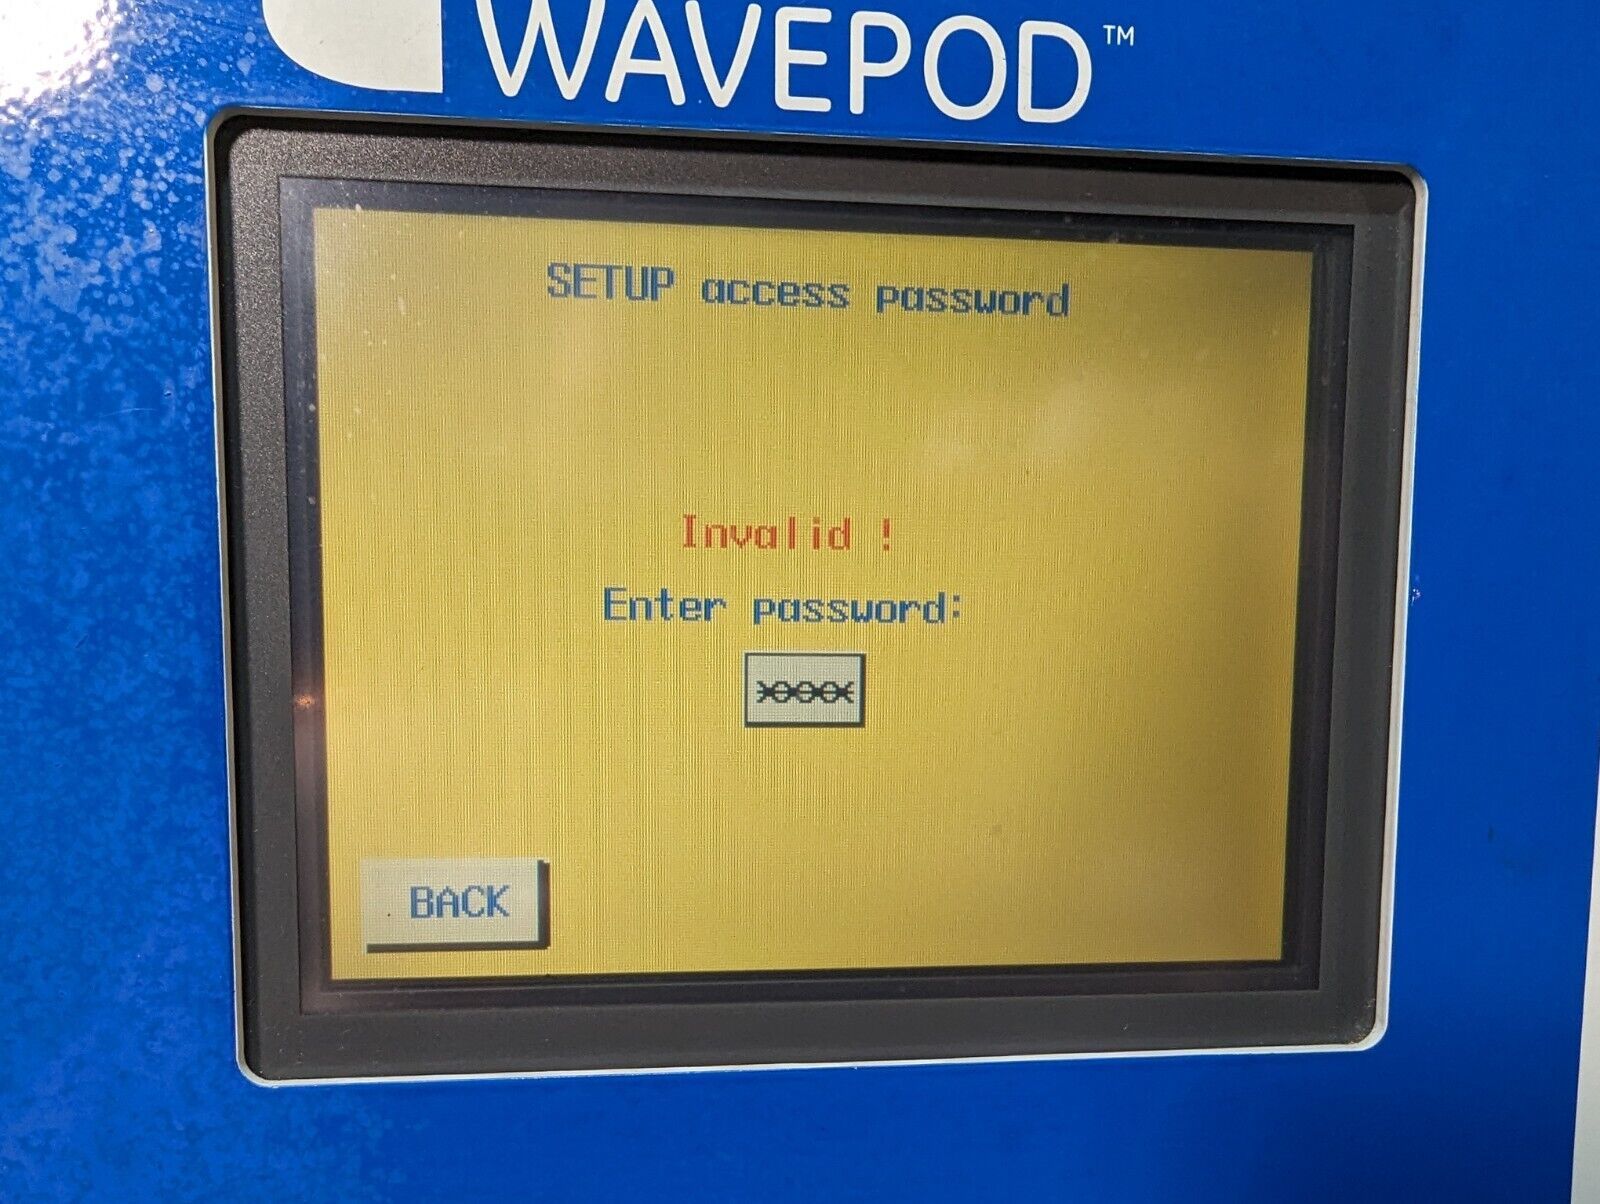 WAVEPOD™
SETUP access password
Invalid !
Enter password:
XXXX
BACK